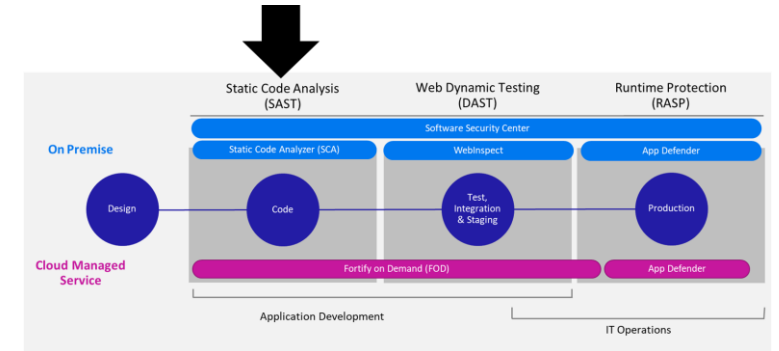 Static Code Analysis
(SAST)
Web Dynamic Testing
(DAST)
Runtime Protection
(RASP)
Software Security Center
On Premise
Static Code Analyzer (SCA)
WebInspect
App Defender
Design
Code
Test,
Integration
& Staging
Production
Cloud Managed
Service
Fortify on Demand (FOD)
App Defender
Application Development
IT Operations